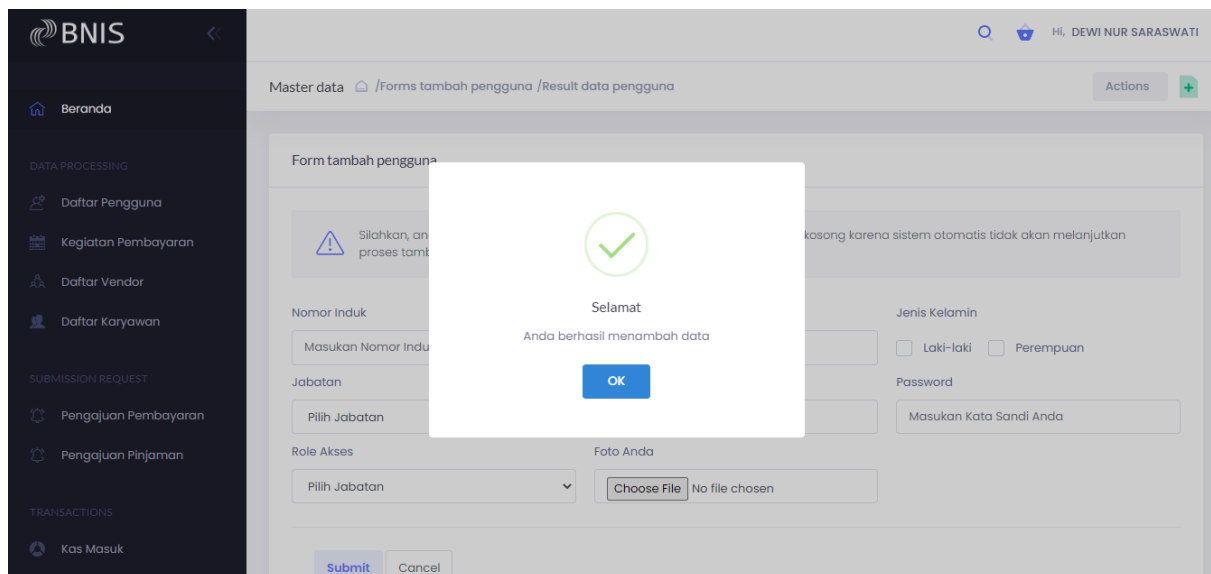 BNIS
Hi, DEWI NUR SARASWATI
Master data /Forms tambah pengguna /Result data pengguna
Actions
Beranda
DATA PROCESSING
Daftar Pengguna
Kegiatan Pembayaran
Daftar Vendor
Daftar Karyawan
SUBMISSION REQUEST
Pengajuan Pembayaran
Pengajuan Pinjaman
TRANSACTIONS
Kas Masuk
Form tambah pengguna
Silahkan, an
kosong karena sistem otomatis tidak akan melanjutkan
proses tamb
Selamat
Anda berhasil menambah data
OK
Nomor Induk
Masukan Nomor Indu
Jenis Kelamin
Laki-laki Perempuan
Jabatan
Pilih Jabatan
Password
Masukan Kata Sandi Anda
Role Akses
Pilih Jabatan
Foto Anda
Choose File No file chosen
Submit Cancel